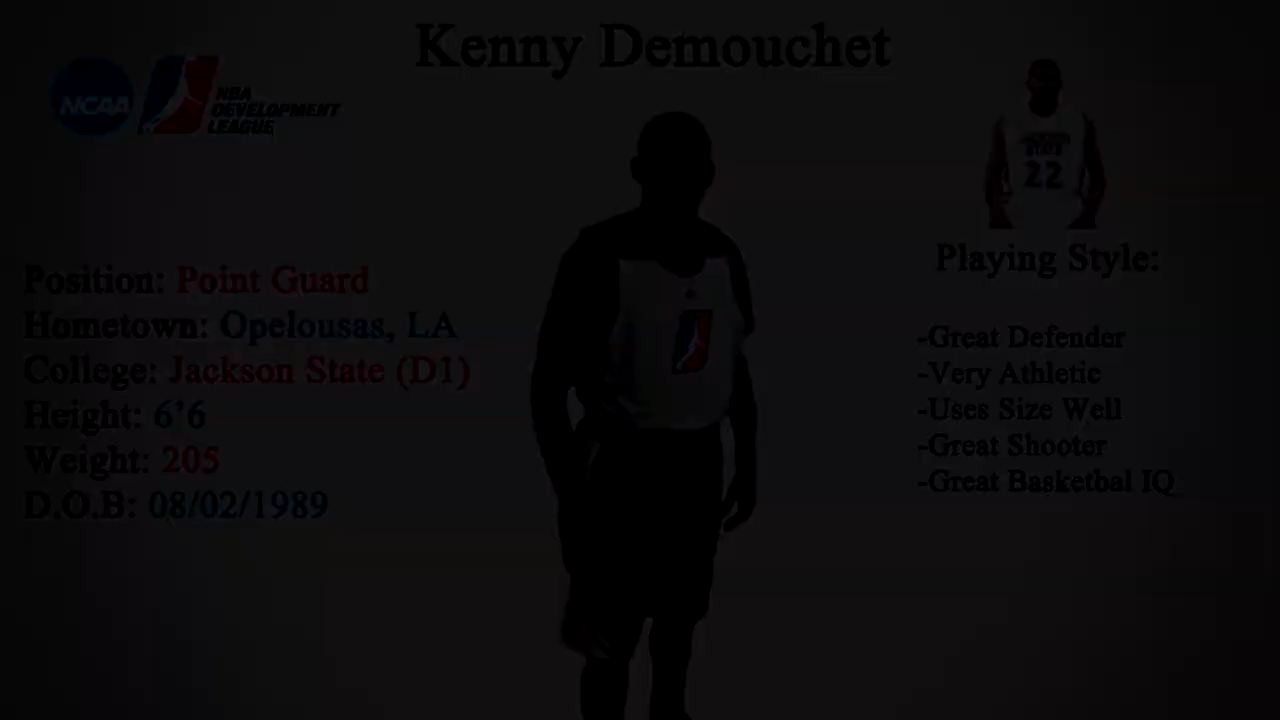 Kenny Demouchet
NCAA
NBA
DEVELOPMENT
LEAGUE
STATE
22
Position: Point Guard
Hometown: Opelousas, LA
College: Jackson State (D1)
Height: 6'6
Weight: 205
D.O.B: 08/02/1989
Playing Style:
-Great Defender
-Very Athletic
-Uses Size Well
-Great Shooter
-Great Basketbal IQ